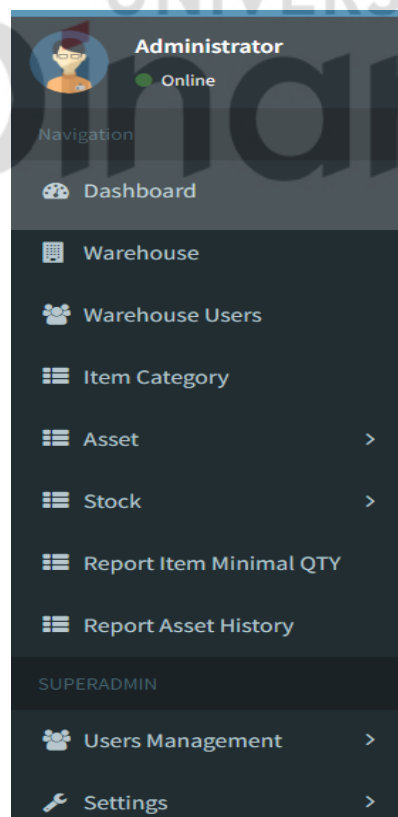 UNIVERS
Administrator
Online
Navigation
Dashboard
Warehouse
Warehouse Users
Item Category
Asset
Stock
Report Item Minimal QTY
Report Asset History
SUPERADMIN
Users Management
Settings